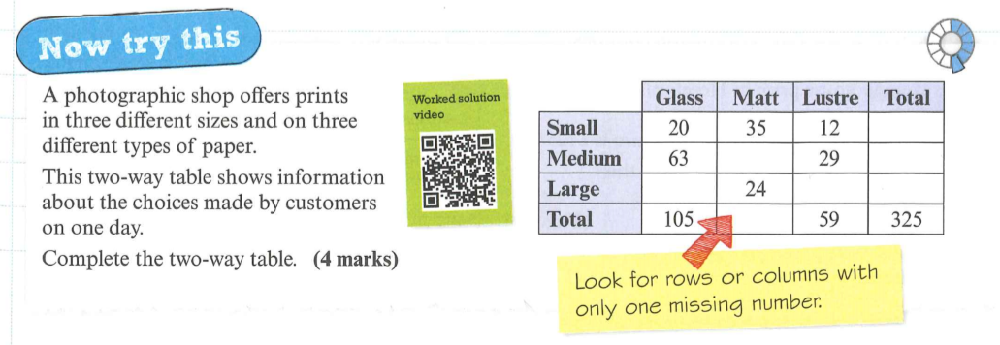 Now try this
A photographic shop offers prints
in three different sizes and on three
different types of paper.
This two-way table shows information
about the choices made by customers
on one day.
Complete the two-way table. (4 marks)
Worked solution
video
Glass Matt Lustre Total
Small 20 35 12
Medium 63 29
Large 24
Total 105 59 325
Look for rows or columns with
only one missing number.